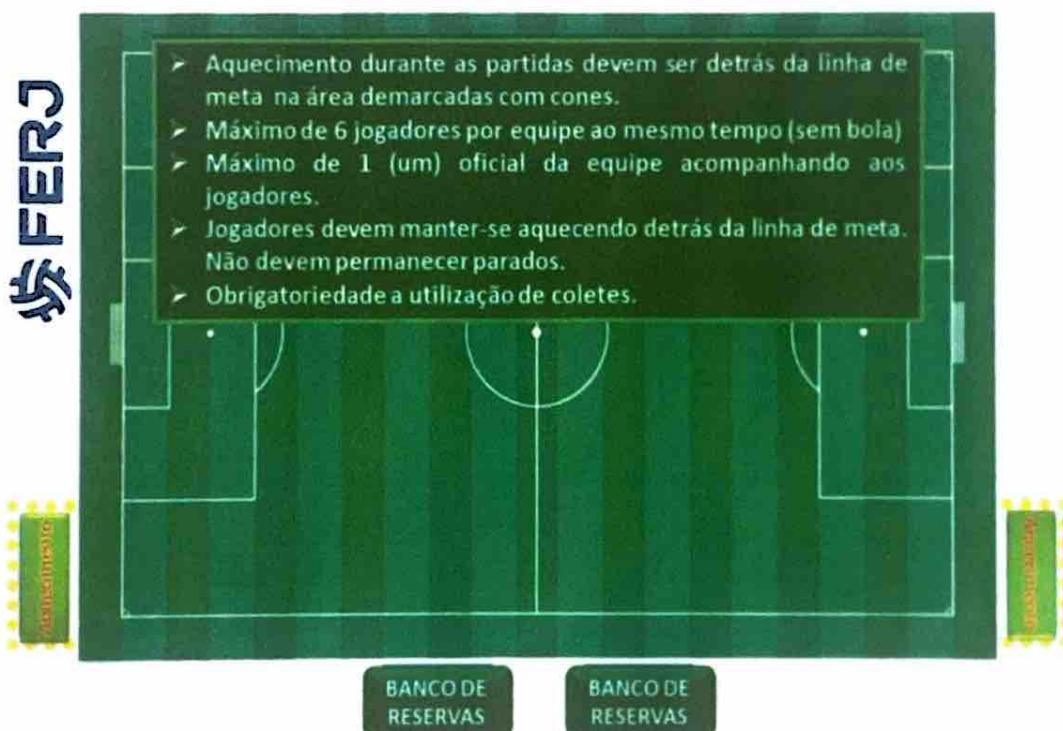 ➤ Aquecimento durante as partidas devem ser detrás da linha de
meta na área demarcadas com cones.
➤ Máximo de 6 jogadores por equipe ao mesmo tempo (sem bola)
➤ Máximo de 1 (um) oficial da equipe acompanhando aos
jogadores.
➤ Jogadores devem manter-se aquecendo detrás da linha de meta.
Não devem permanecer parados.
➤ Obrigatoriedade a utilização de coletes.
FERJ
Aquecimento
Aquecimento
BANCO DE
RESERVAS
BANCO DE
RESERVAS